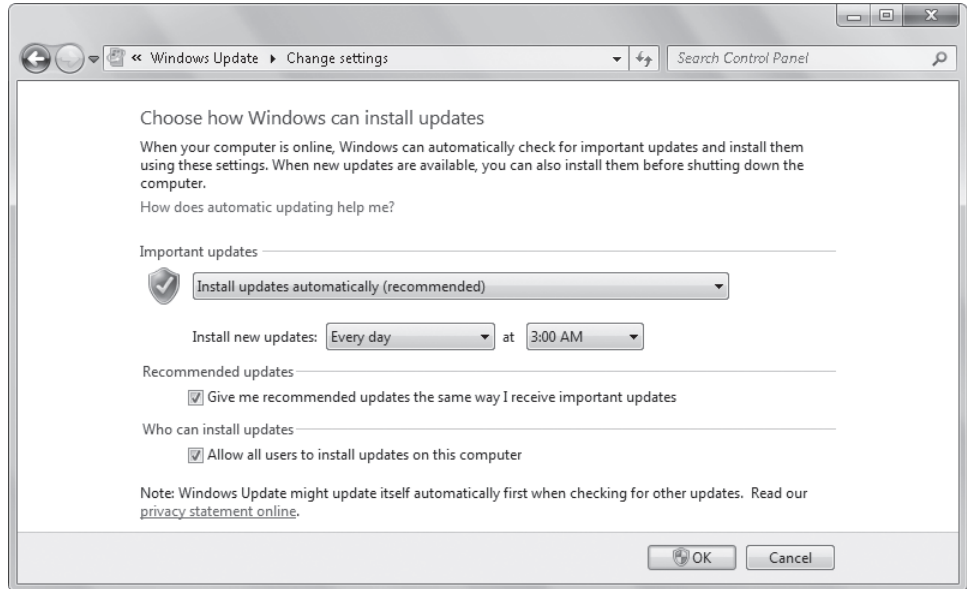 « Windows Update ▸ Change settings
Search Control Panel
Choose how Windows can install updates
When your computer is online, Windows can automatically check for important updates and install them
using these settings. When new updates are available, you can also install them before shutting down the
computer.
How does automatic updating help me?
Important updates
Install updates automatically (recommended)
Install new updates: Every day at 3:00 AM
Recommended updates
Give me recommended updates the same way I receive important updates
Who can install updates
Allow all users to install updates on this computer
Note: Windows Update might update itself automatically first when checking for other updates. Read our
privacy statement online.
OK Cancel